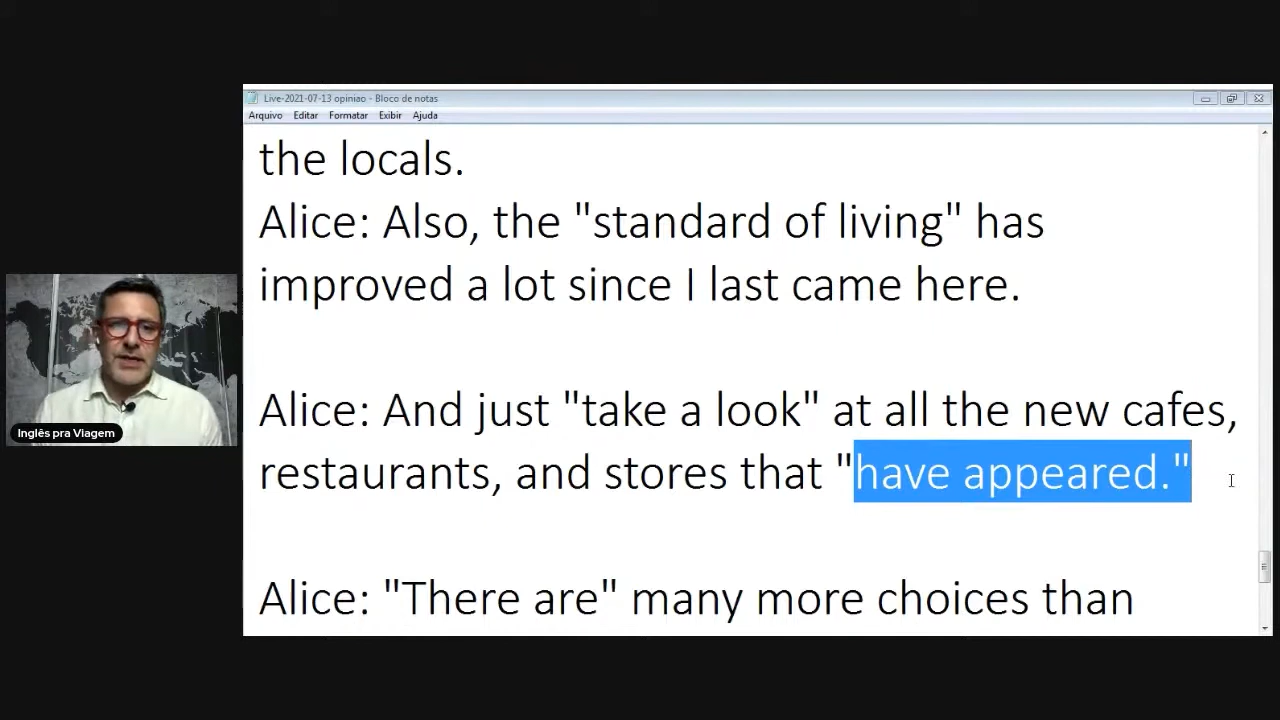 Live-2021-07-13 opiniao - Bloco de notas
Arquivo Editar Formatar Exibir Ajuda
the locals.
Alice: Also, the "standard of living" has
improved a lot since I last came here.
Alice: And just "take a look" at all the new cafes,
restaurants, and stores that "have appeared."
Alice: "There are" many more choices than
Inglês pra Viagem